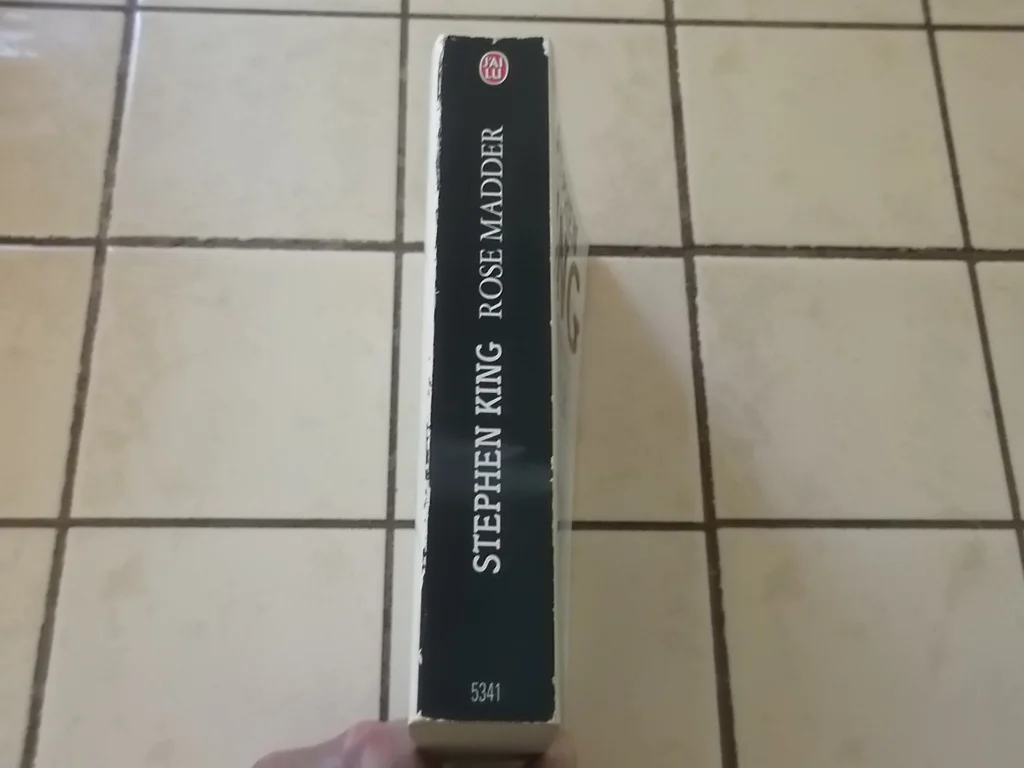 J'AI
LU
STEPHEN KING ROSE MADDER
5341